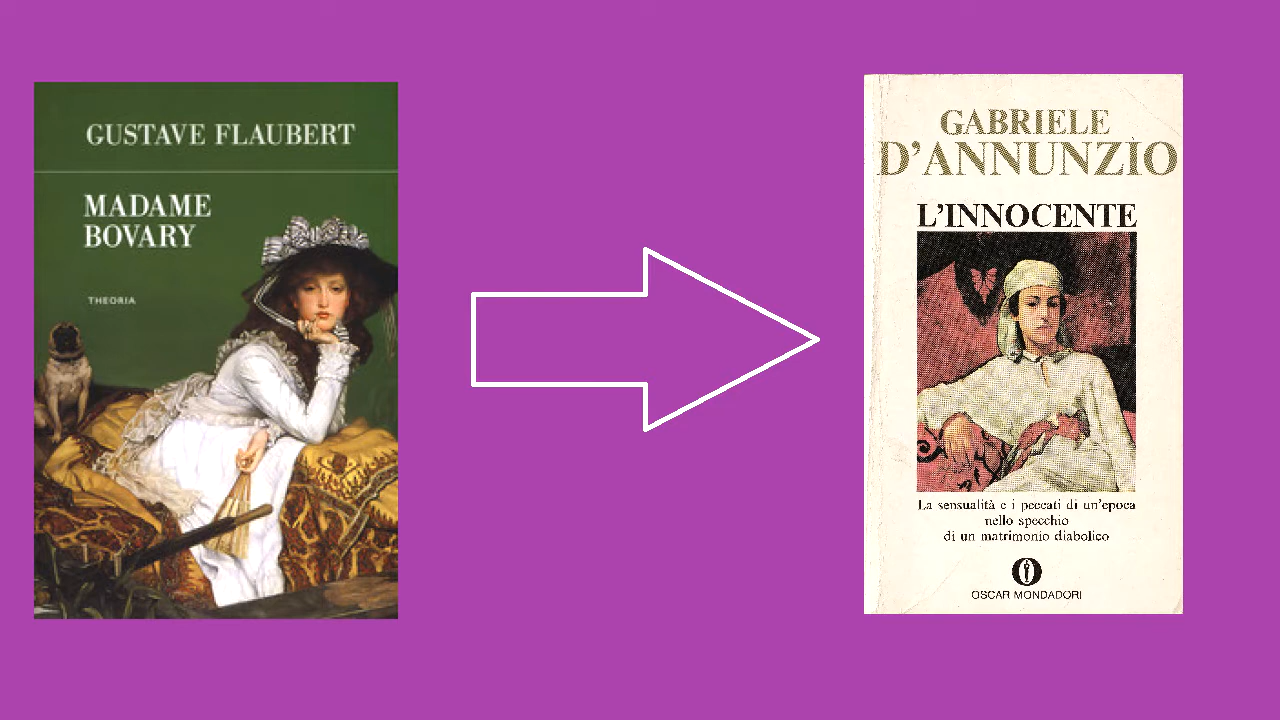 GUSTAVE FLAUBERT
MADAME
BOVARY
THEORIA
GABRIELE
D'ANNUNZIO
L'INNOCENTE
La sensualità e i peccati di un'epoca
nello specchio
di un matrimonio diabolico
OSCAR MONDADORI